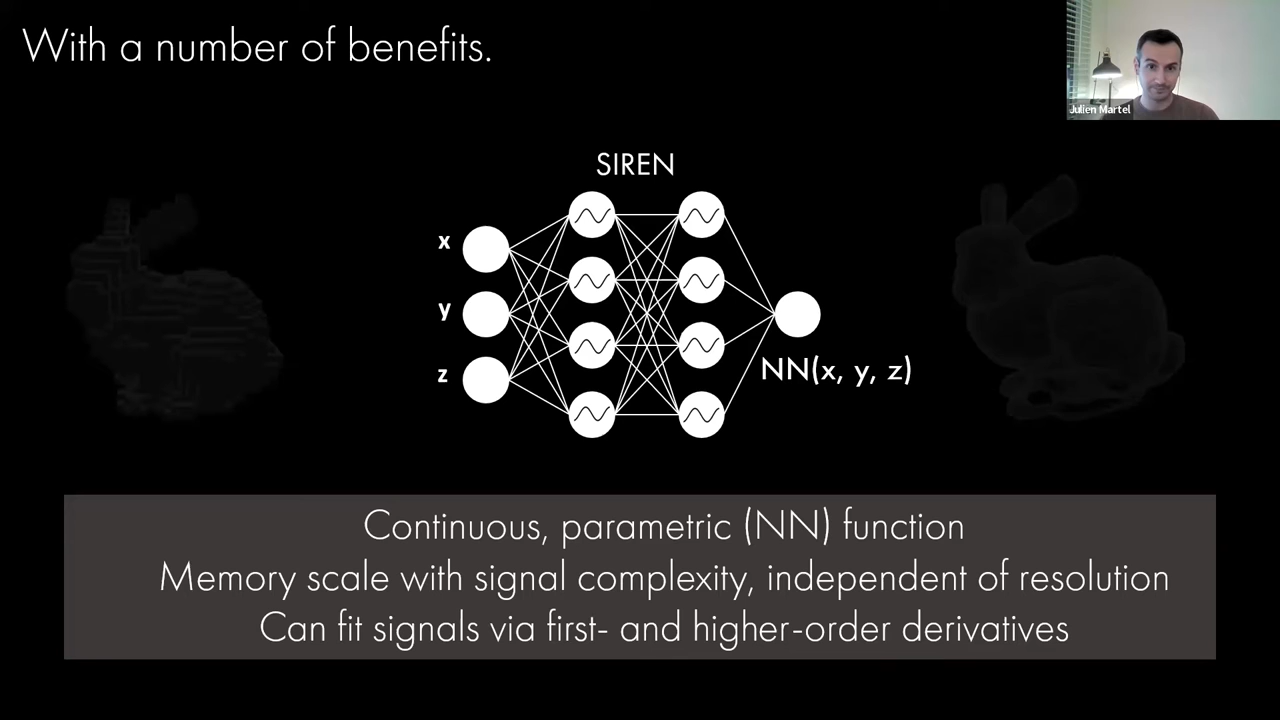 With a number of benefits.
Julien Martel
SIREN
x
y
z
NN(x, y, z)
Continuous, parametric (NN) function
Memory scale with signal complexity, independent of resolution
Can fit signals via first- and higher-order derivatives